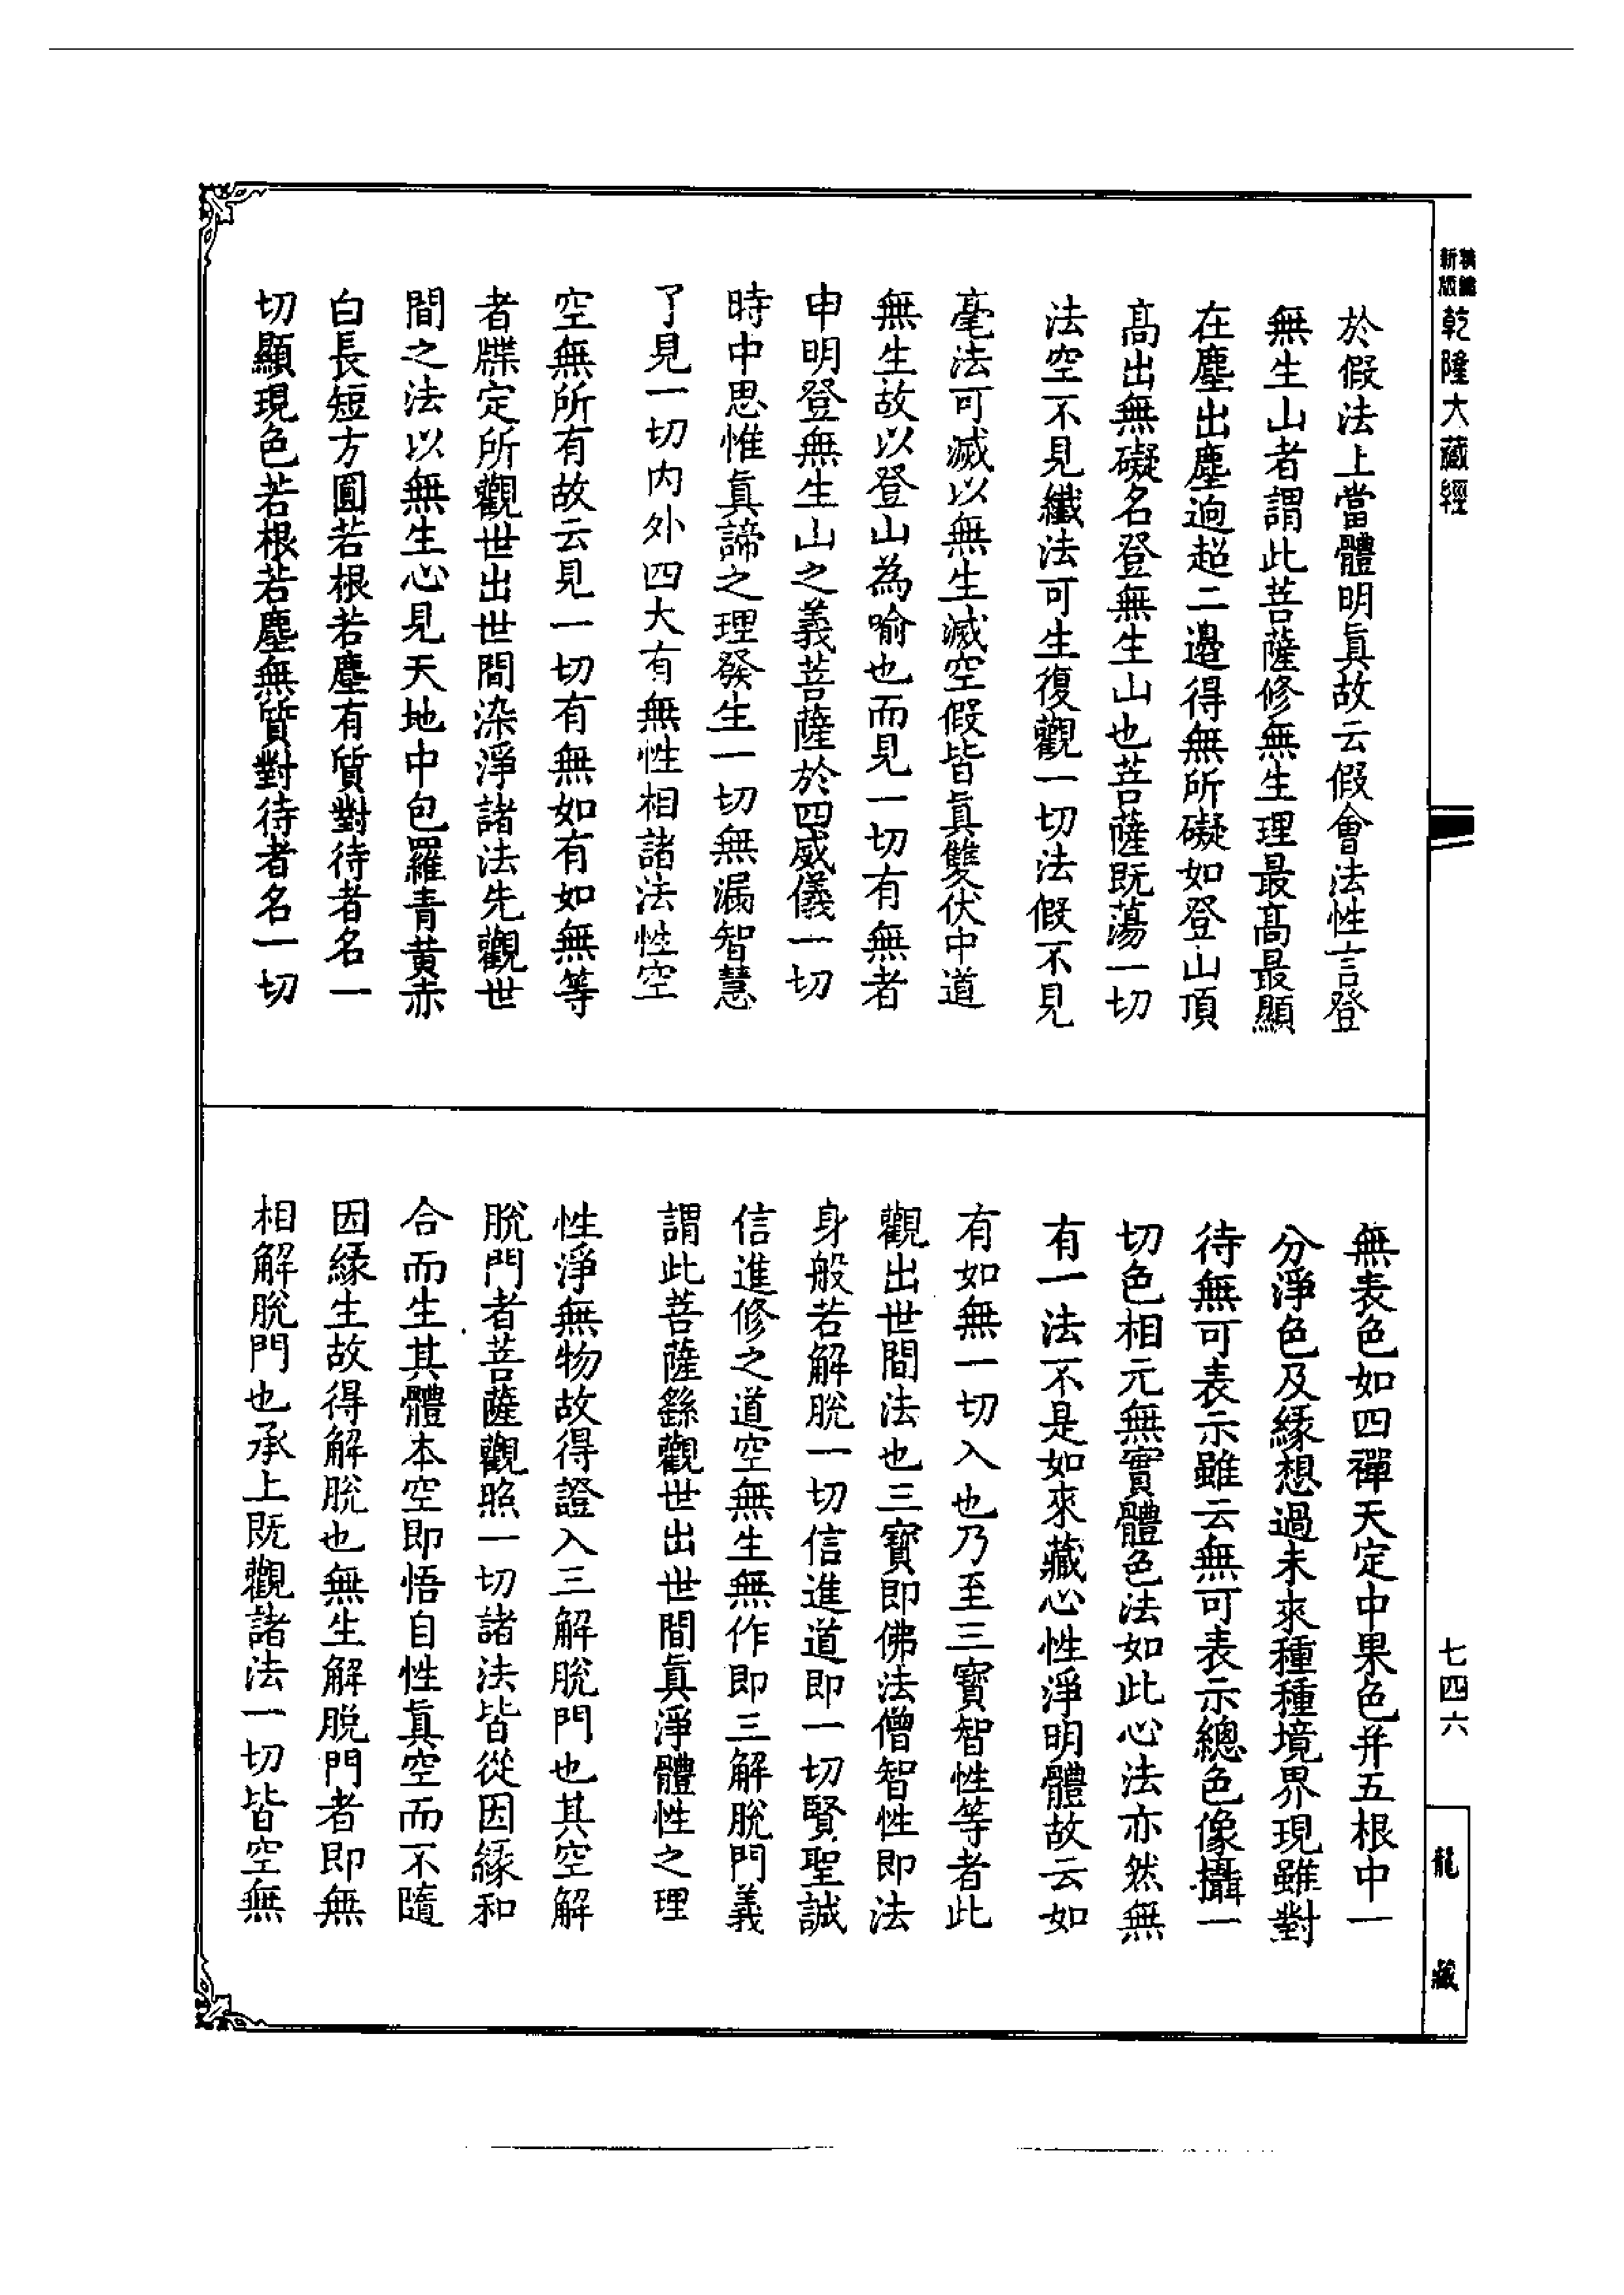 新版
乾隆大藏經
於假法上當體明眞故云假會法性言登
無生山者謂此菩薩修無生理最高最顯
在塵出塵逈超二邊得無所礙如登山頂
高出無礙名登無生山也菩薩既蕩一切
法空不見纖法可生復觀一切法假不見
毫法可滅以無生滅空假皆眞雙伏中道
無生故以登山為喻也而見一切有無者
申明登無生山之義菩薩於四威儀一切
時中思惟眞諦之理發生一切無漏智慧
了見一切内外四大有無性相諸法性空
空無所有故云見一切有無如有如無等
者牒定所觀世出世間染淨諸法先觀世
間之法以無生心見天地中包羅青黃赤
白長短方圓若根若塵有質對待者名一
切顯現色若根若塵無質對待者名一切
無表色如四禪天定中果色并五根中一
分淨色及緣想過未來種種境界現雖對
待無可表示雖云無可表示總色像攝一
切色相元無實體色法如此心法亦然無
有一法不是如來藏心性淨明體故云如
有如無一切入也乃至三寶智性等者此
觀出世間法也三寳即佛法僧智性即法
身般若解脫一切信進道即一切賢聖誠
信進修之道空無生無作即三解脫門義
謂此菩薩繇觀世出世間眞淨體性之理
性淨無物故得證入三解脫門也其空解
脫門者菩薩觀照一切諸法皆從因緣和
合而生其體本空即悟自性眞空而不隨
因緣生故得解脫也無生解脫門者即無
相解脫門也承上既觀諸法一切皆空無
七四六
龍藏